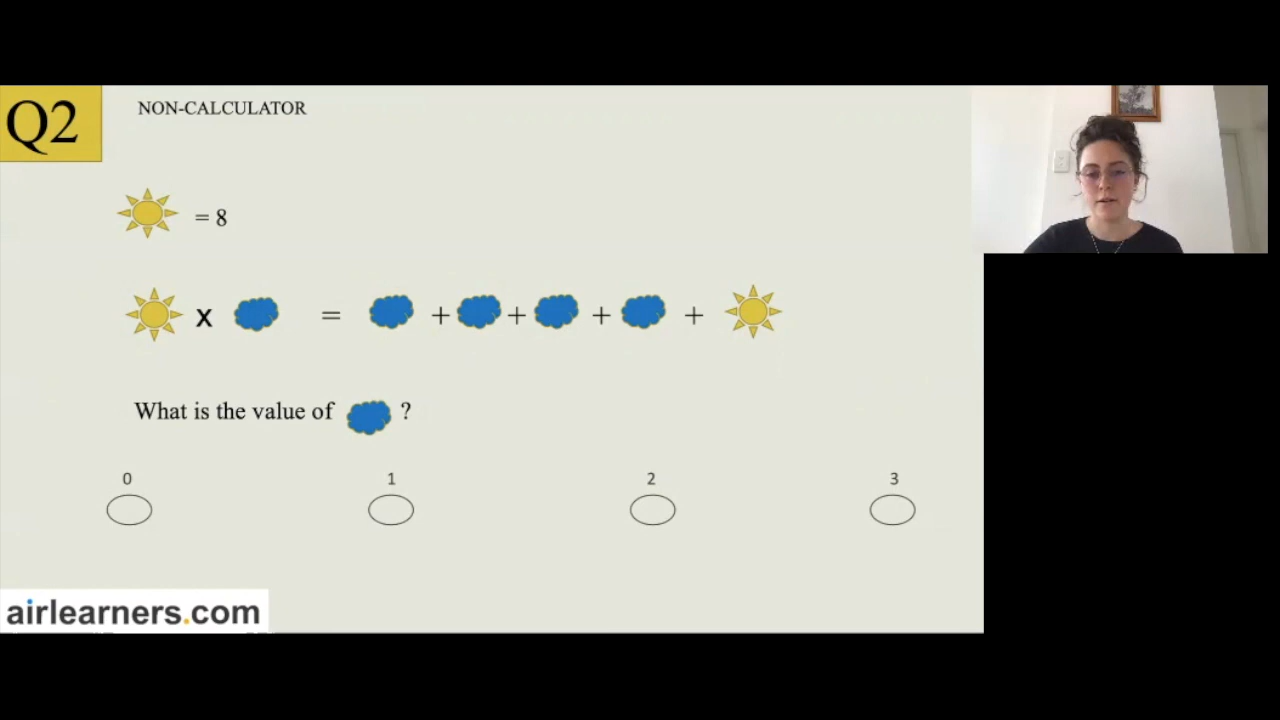 Q2
NON-CALCULATOR
= 8
x = + + + +
What is the value of ?
0 1 2 3
airlearners.com